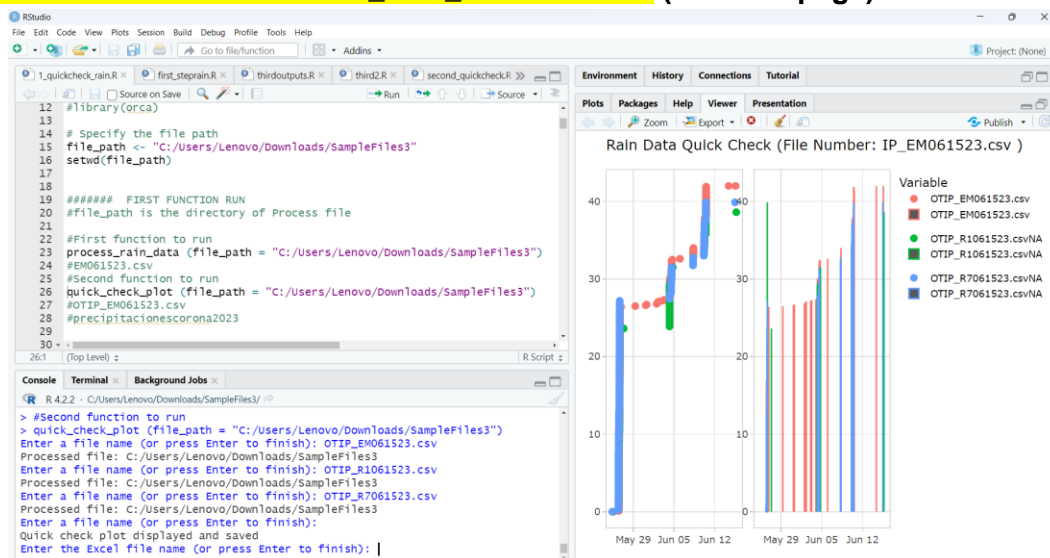 RStudio
File Edit Code View Plots Session Build Debug Profile Tools Help
Go to file/function
Addins
Project: (None)
1_quickcheck_rain.R
first_steprain.R
thirdoutputs.R
third2.R
second_quickcheck.R
Source on Save
Run
Source
12 #library(orca)
13
14 # Specify the file path
15 file_path <- "C:/Users/Lenovo/Downloads/SampleFiles3"
16 setwd(file_path)
17
18
19 ####### FIRST FUNCTION RUN
20 #file_path is the directory of Process file
21
22 #First function to run
23 process_rain_data (file_path = "C:/Users/Lenovo/Downloads/SampleFiles3")
24 #EM061523.csv
25 #Second function to run
26 quick_check_plot (file_path = "C:/Users/Lenovo/Downloads/SampleFiles3")
27 #OTIP_EM061523.csv
28 #precipitacionescorona2023
29
30
26:1 (Top Level) R Script
Console Terminal Background Jobs
R 4.2.2 · C:/Users/Lenovo/Downloads/SampleFiles3/
> #Second function to run
> quick_check_plot (file_path = "C:/Users/Lenovo/Downloads/SampleFiles3")
Enter a file name (or press Enter to finish): OTIP_EM061523.csv
Processed file: C:/Users/Lenovo/Downloads/SampleFiles3
Enter a file name (or press Enter to finish): OTIP_R1061523.csv
Processed file: C:/Users/Lenovo/Downloads/SampleFiles3
Enter a file name (or press Enter to finish): OTIP_R7061523.csv
Processed file: C:/Users/Lenovo/Downloads/SampleFiles3
Enter a file name (or press Enter to finish):
Quick check plot displayed and saved
Enter the Excel file name (or press Enter to finish):
Environment History Connections Tutorial
Plots Packages Help Viewer Presentation
Zoom Export Publish
Rain Data Quick Check (File Number: IP_EM061523.csv )
40
30
20
10
0
May 29 Jun 05 Jun 12
40
30
20
10
0
May 29 Jun 05 Jun 12
Variable
OTIP_EM061523.csv
OTIP_EM061523.csv
OTIP_R1061523.csvNA
OTIP_R1061523.csvNA
OTIP_R7061523.csvNA
OTIP_R7061523.csvNA